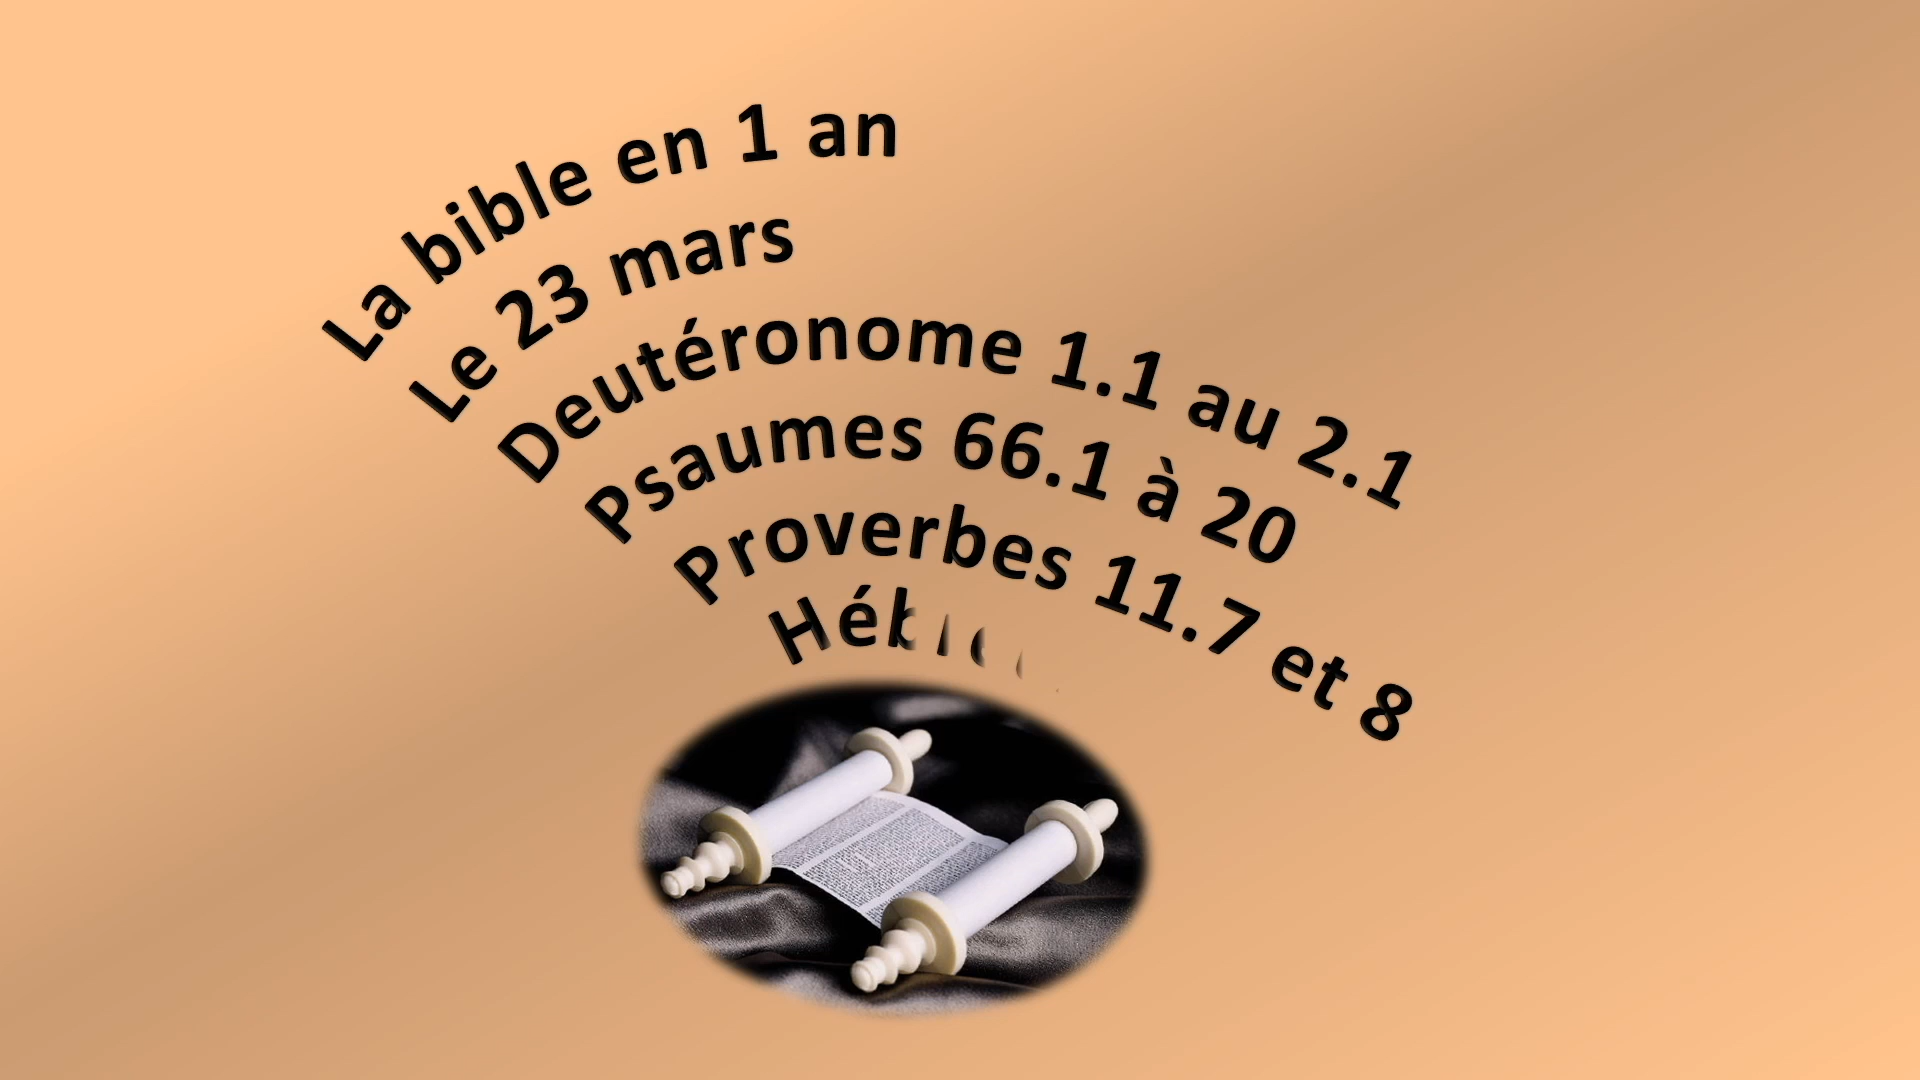 La bible en 1 an
Le 23 mars
Deutéronome 1.1 au 2.1
Psaumes 66.1 à 20
Proverbes 11.7 et 8